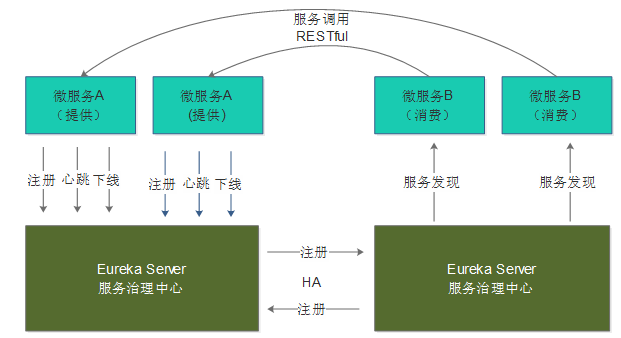 服务调用
RESTful
微服务A
（提供）
微服务A
(提供)
微服务B
（消费）
微服务B
（消费）
注册 心跳 下线
注册 心跳 下线
服务发现
服务发现
Eureka Server
服务治理中心
注册
HA
注册
Eureka Server
服务治理中心